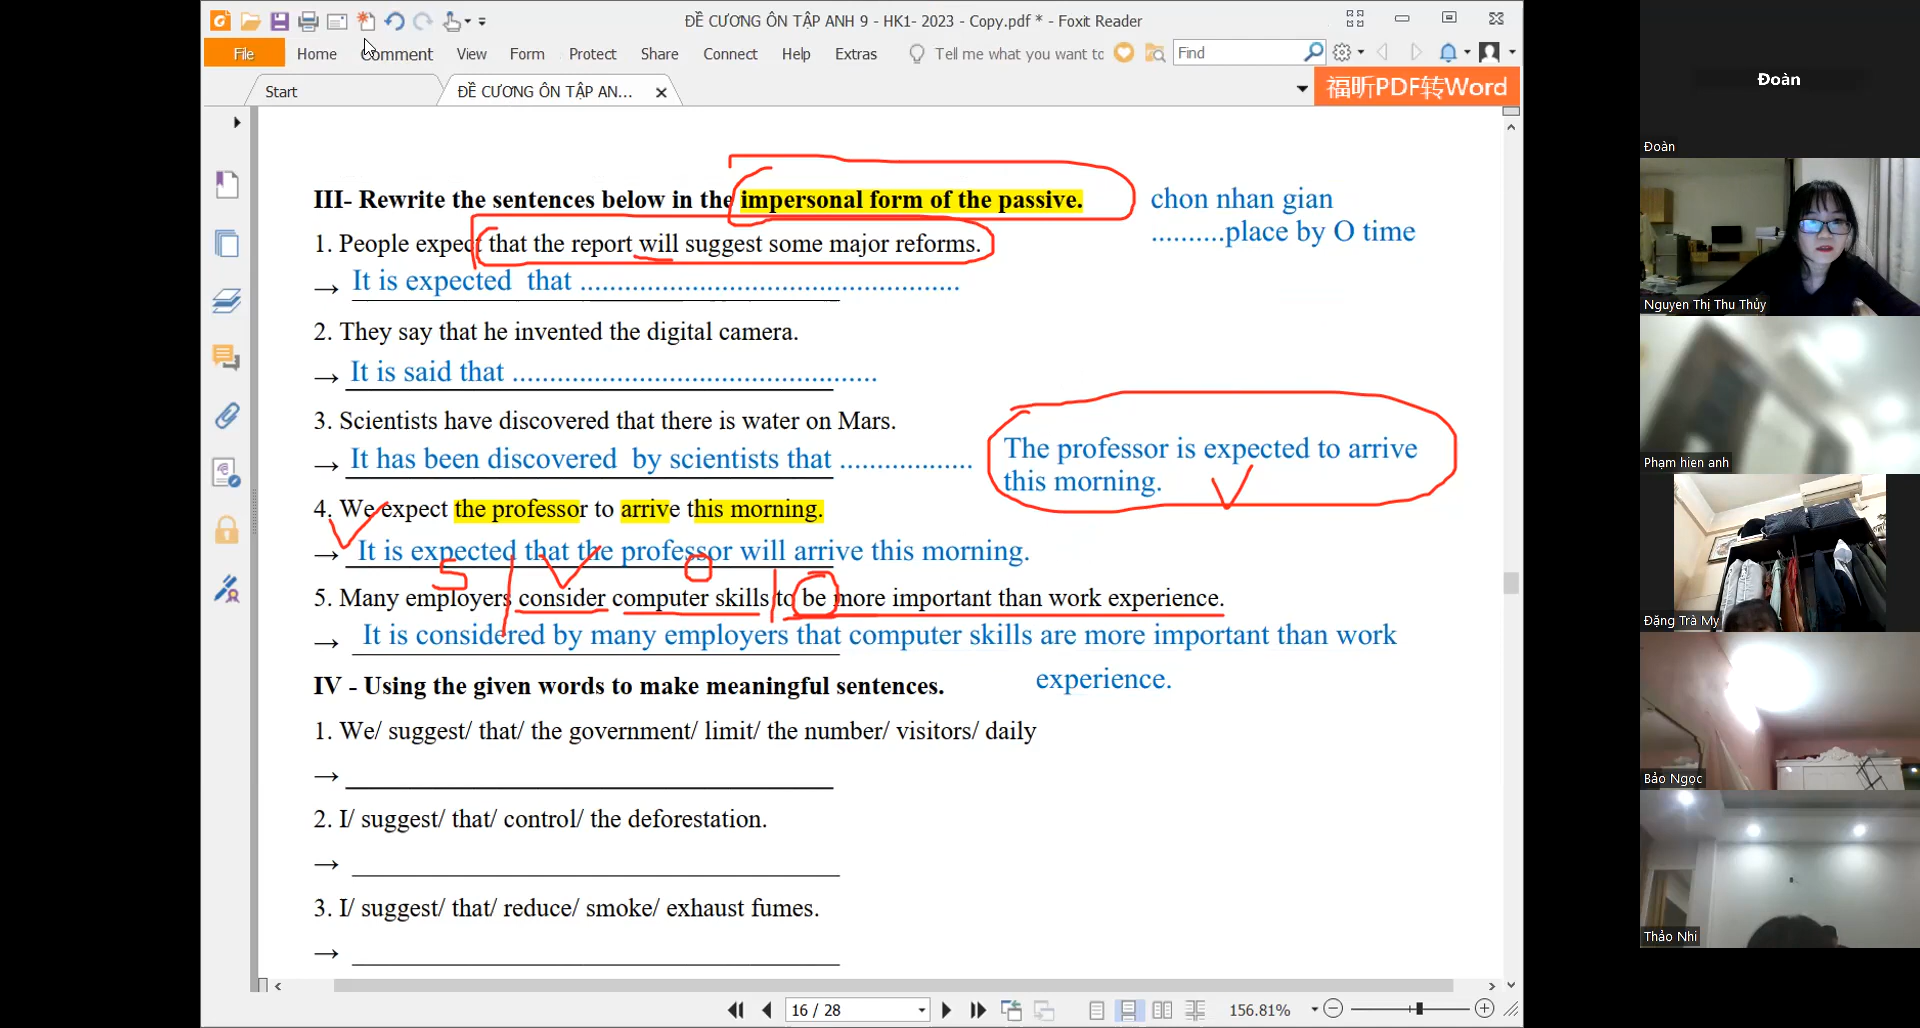 ĐỀ CƯƠNG ÔN TẬP ANH 9 - HK1- 2023 - Copy.pdf * - Foxit Reader
File Home Comment View Form Protect Share Connect Help Extras Tell me what you want to Find
Start ĐỀ CƯƠNG ÔN TẬP AN...
福昕PDF转Word
III- Rewrite the sentences below in the impersonal form of the passive.
chon nhan gian
1. People expect that the report will suggest some major reforms.
..........place by O time
→ It is expected that ...................................................
2. They say that he invented the digital camera.
→ It is said that .................................................
3. Scientists have discovered that there is water on Mars.
→ It has been discovered by scientists that ..................
The professor is expected to arrive
this morning.
4. We expect the professor to arrive this morning.
→ It is expected that the professor will arrive this morning.
S O
5. Many employers consider computer skills to be more important than work experience.
→ It is considered by many employers that computer skills are more important than work
experience.
IV - Using the given words to make meaningful sentences.
1. We/ suggest/ that/ the government/ limit/ the number/ visitors/ daily
→
2. I/ suggest/ that/ control/ the deforestation.
→
3. I/ suggest/ that/ reduce/ smoke/ exhaust fumes.
→
16 / 28
156.81%
Đoàn
Đoàn
Nguyen Thị Thu Thủy
Phạm hien anh
Đặng Trà My
Bảo Ngọc
Thảo Nhi